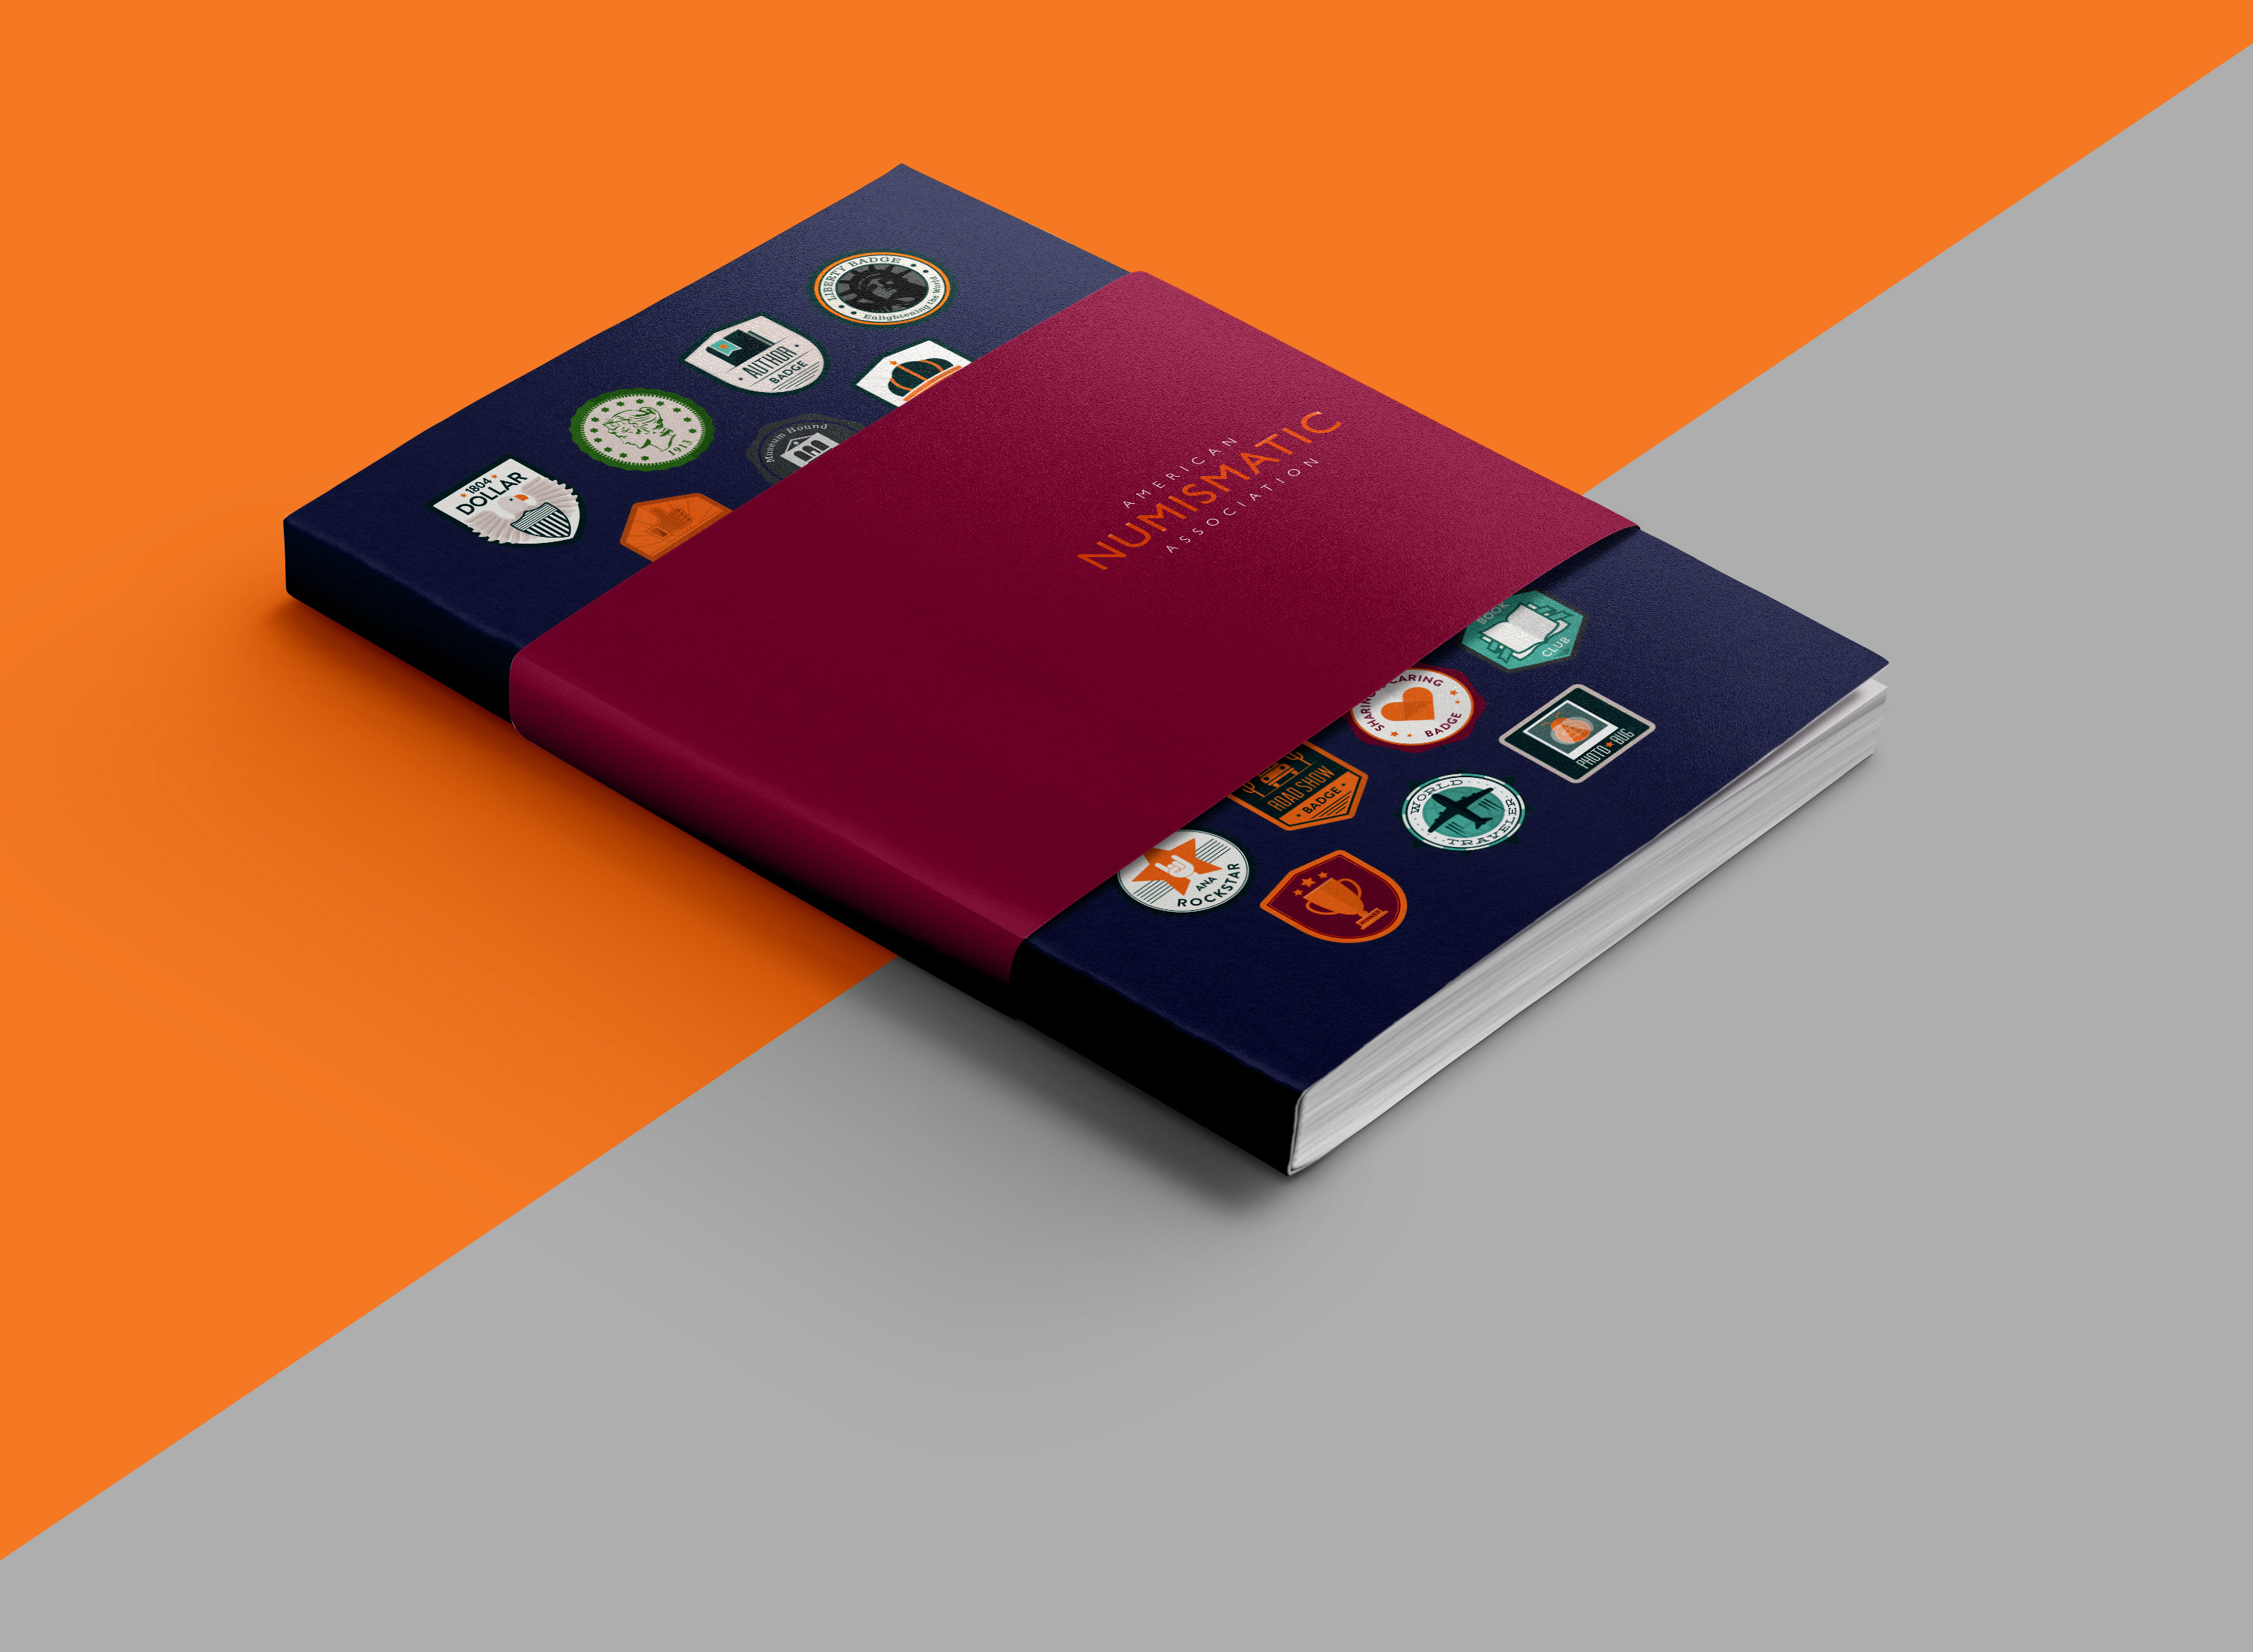 LIBERTY BADGE
Enlightening the World
AUTHOR
BADGE
1913
Museum Hound
1804
DOLLAR
AMERICAN
NUMISMATIC
ASSOCIATION
BOOK
CLUB
SHARING
CARING
BADGE
PHOTO BUG
ROAD SHOW
BADGE
WORLD
TRAVELER
ANA
ROCKSTAR